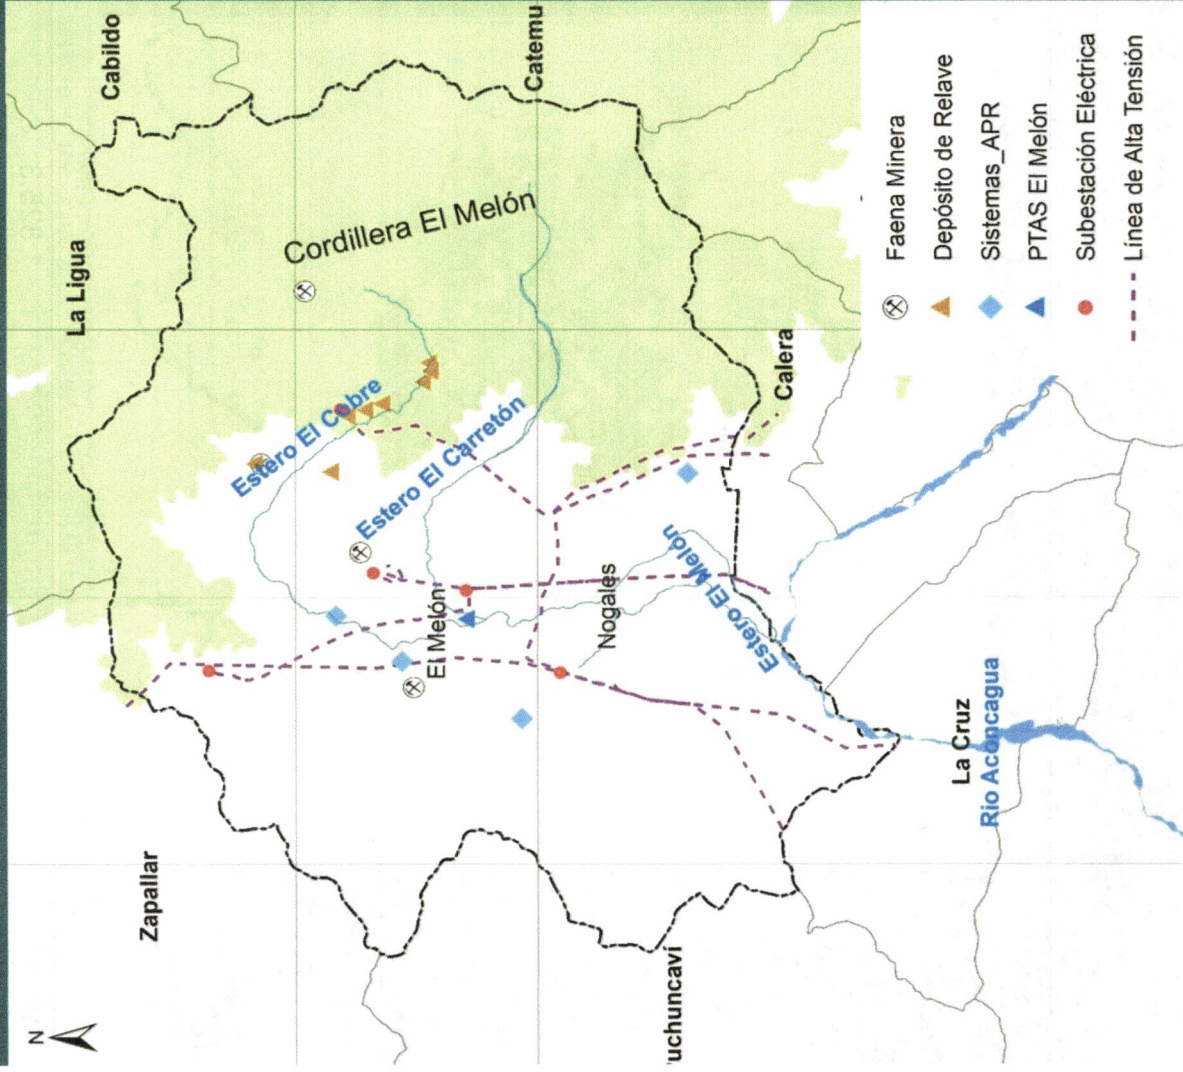 N
Cabildo
La Ligua
Zapallar
Catemu
Cordillera El Melón
Estero El Cobre
Estero El Carretón
El Melón
Nogales
Estero El Melón
Calera
uchuncaví
La Cruz
Rio Aconcagua
Faena Minera
Depósito de Relave
Sistemas_APR
PTAS El Melón
Subestación Eléctrica
Línea de Alta Tensión